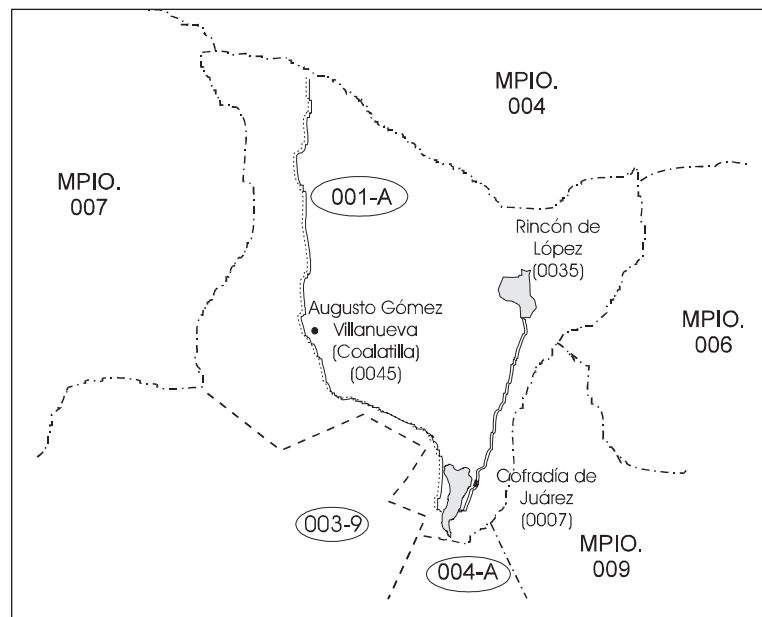 MPIO.
004
MPIO.
007
001-A
Rincón de
López
(0035)
Augusto Gómez
Villanueva
(Coalatilla)
(0045)
MPIO.
006
Cofradía de
Juárez
(0007)
003-9
MPIO.
009
004-A